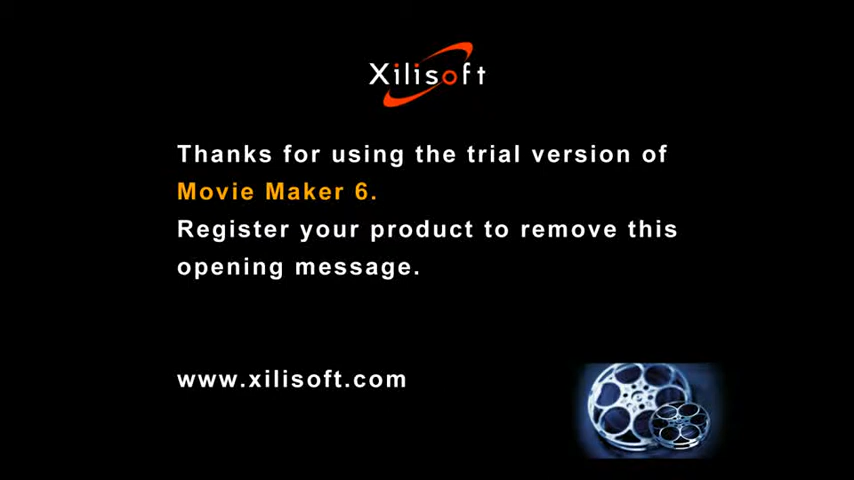 Xilisoft
Thanks for using the trial version of
Movie Maker 6.
Register your product to remove this
opening message.
www.xilisoft.com